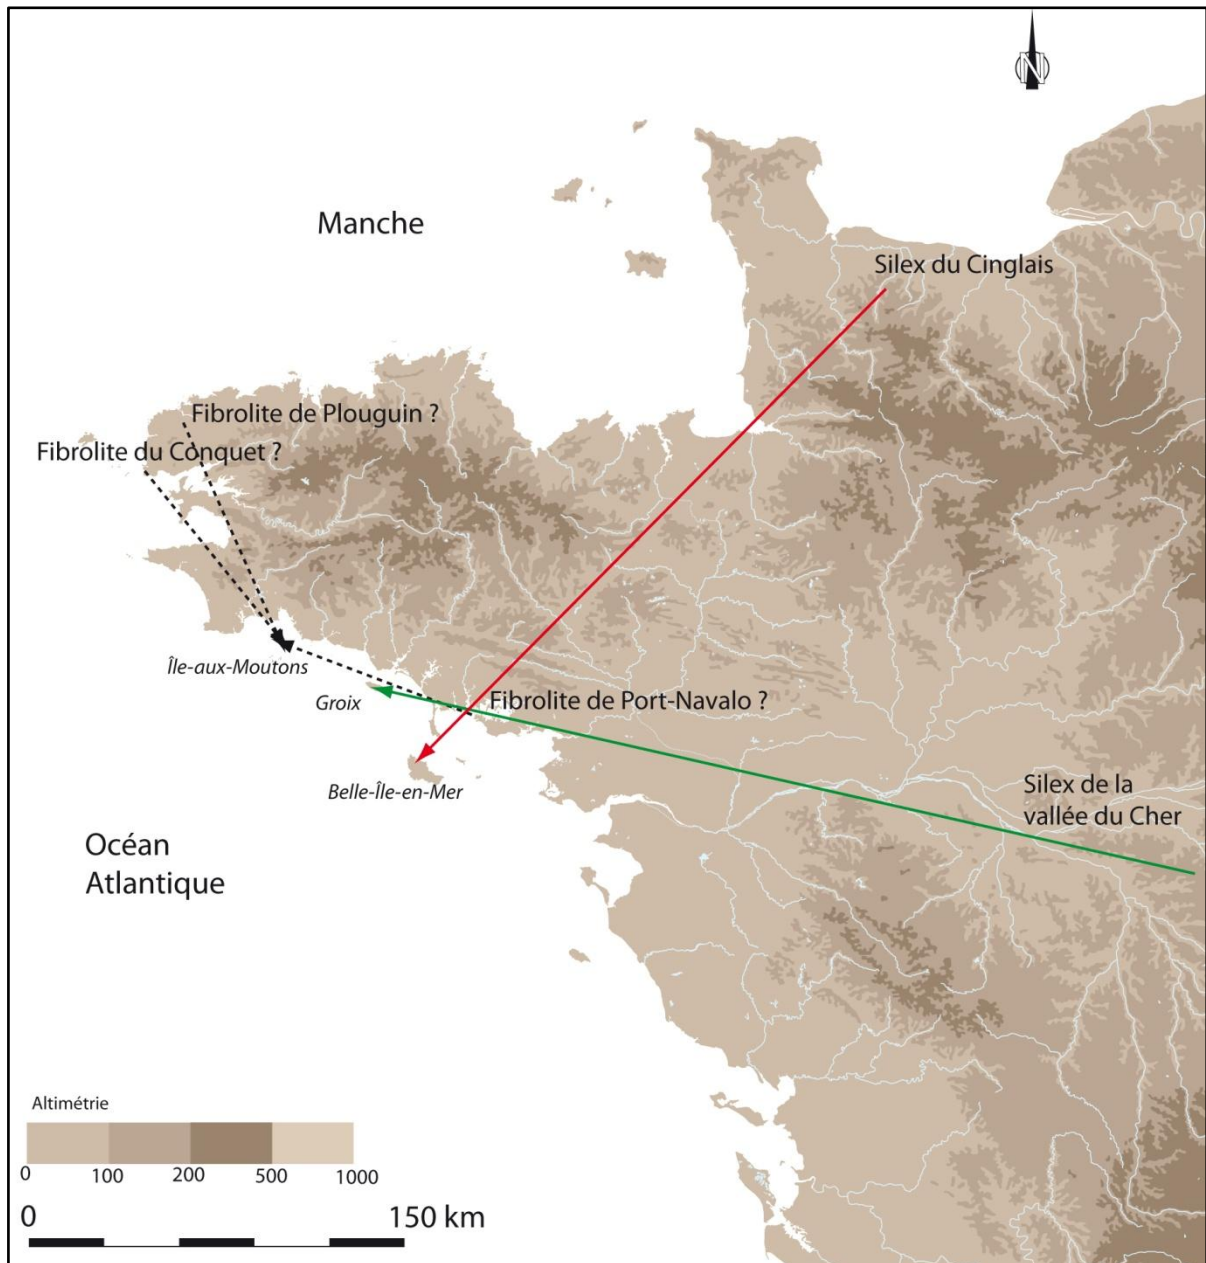 N
Manche
Silex du Cinglais
Fibrolite de Plouguin ?
Fibrolite du Conquet ?
Île-aux-Moutons
Groix
Fibrolite de Port-Navalo ?
Belle-Île-en-Mer
Silex de la
vallée du Cher
Océan
Atlantique
Altimétrie
0 100 200 500 1000
0 150 km